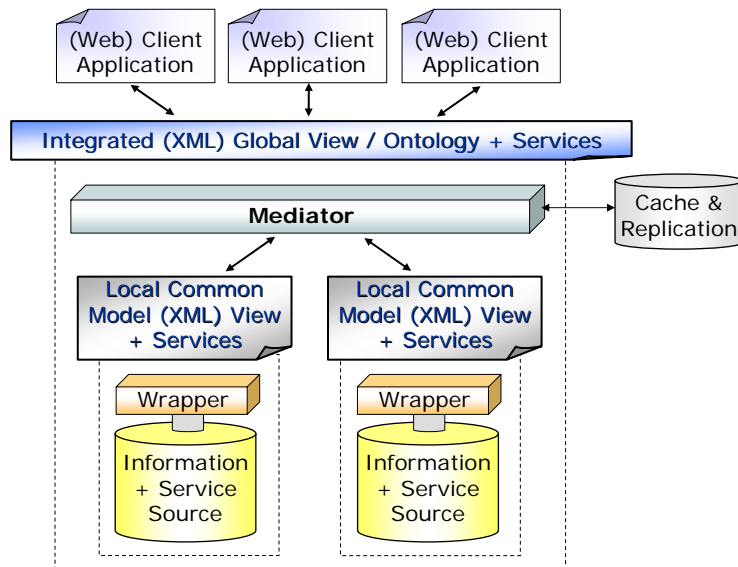 (Web) Client
Application
(Web) Client
Application
(Web) Client
Application
Integrated (XML) Global View / Ontology + Services
Mediator
Cache &
Replication
Local Common
Model (XML) View
+ Services
Local Common
Model (XML) View
+ Services
Wrapper
Wrapper
Information
+ Service
Source
Information
+ Service
Source